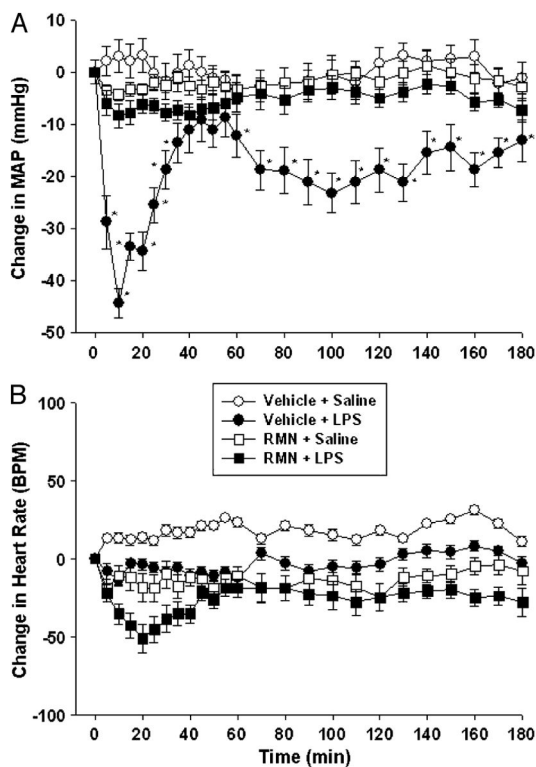 A
Change in MAP (mmHg)
10
0
-10
-20
-30
-40
-50
* * * * * * * * * * * * * * * * * *
0 20 40 60 80 100 120 140 160 180
B
Change in Heart Rate (BPM)
100
50
0
-50
-100
Vehicle + Saline
Vehicle + LPS
RMN + Saline
RMN + LPS
0 20 40 60 80 100 120 140 160 180
Time (min)